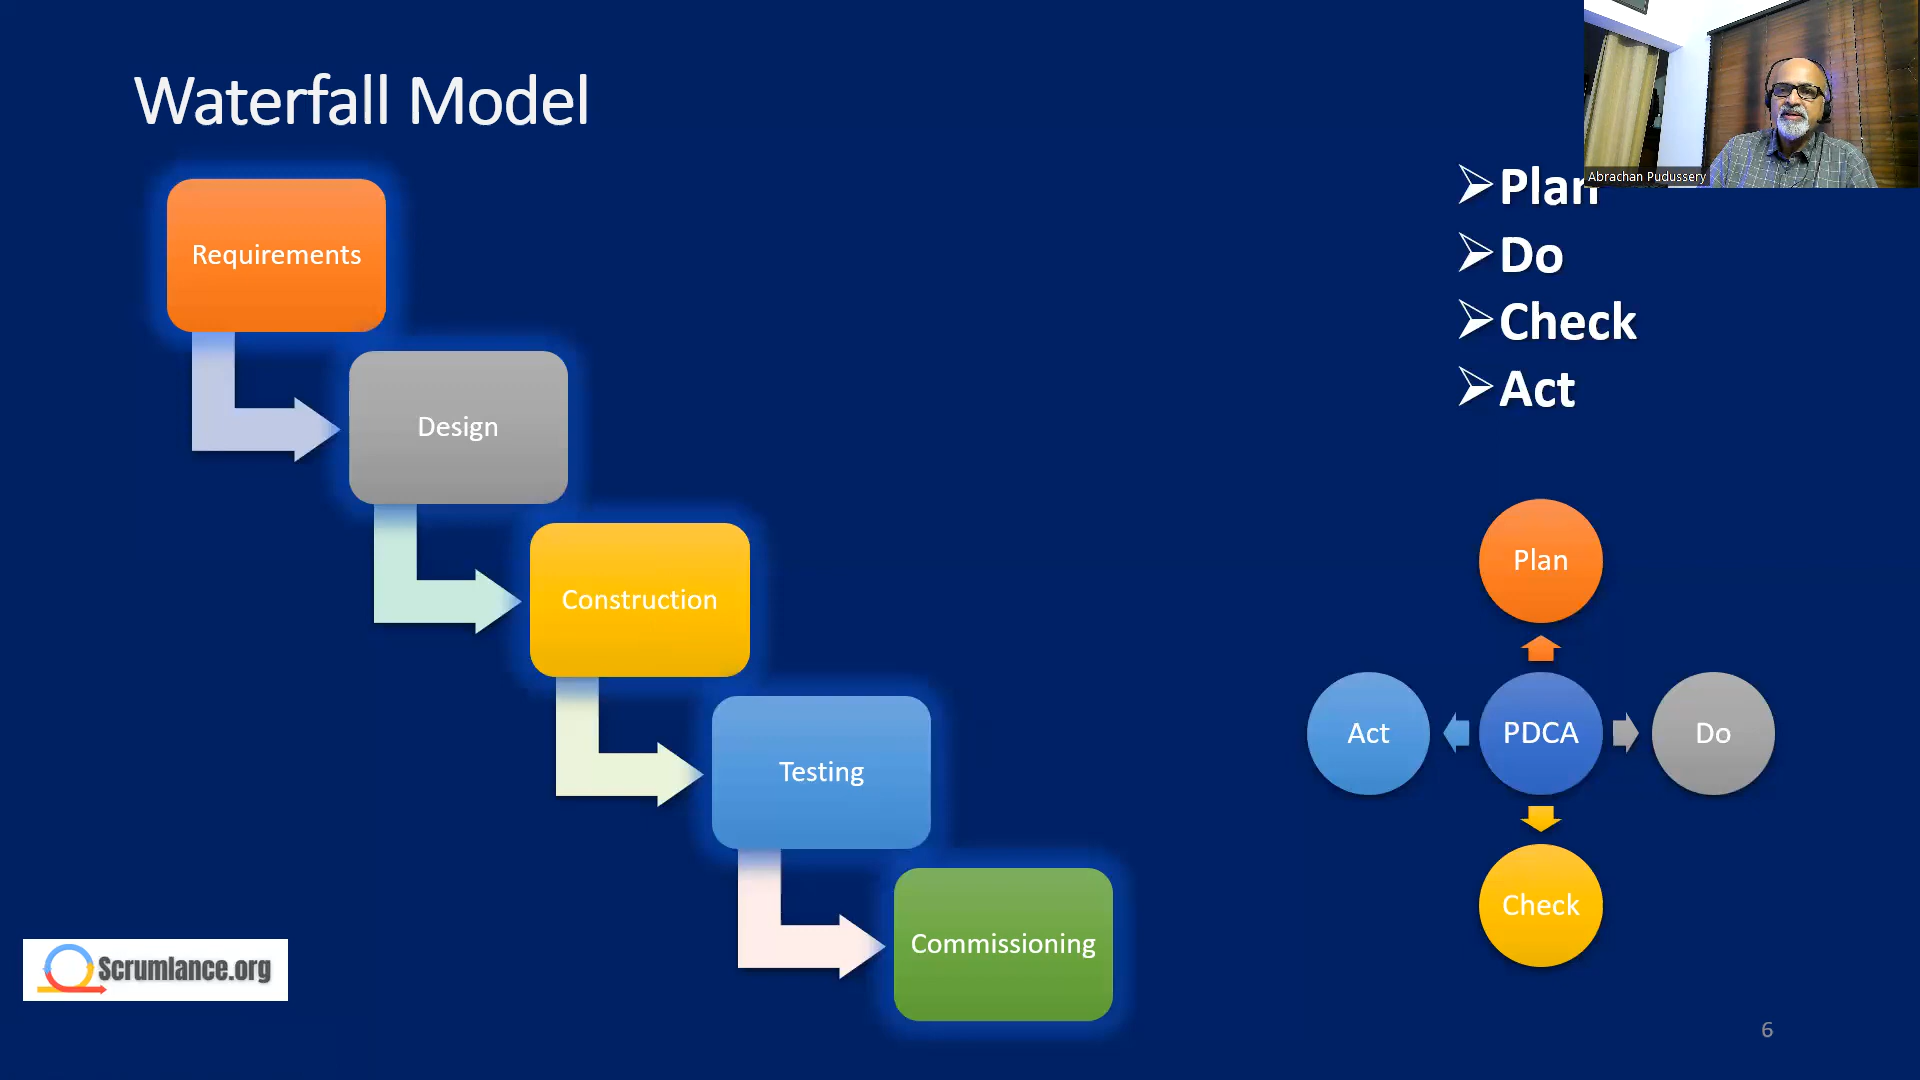 Waterfall Model
Requirements
Design
Construction
Testing
Commissioning
Abrachan Pudussery
➢Plan
➢Do
➢Check
➢Act
Plan
Act
PDCA
Do
Check
Scrumlance.org
6